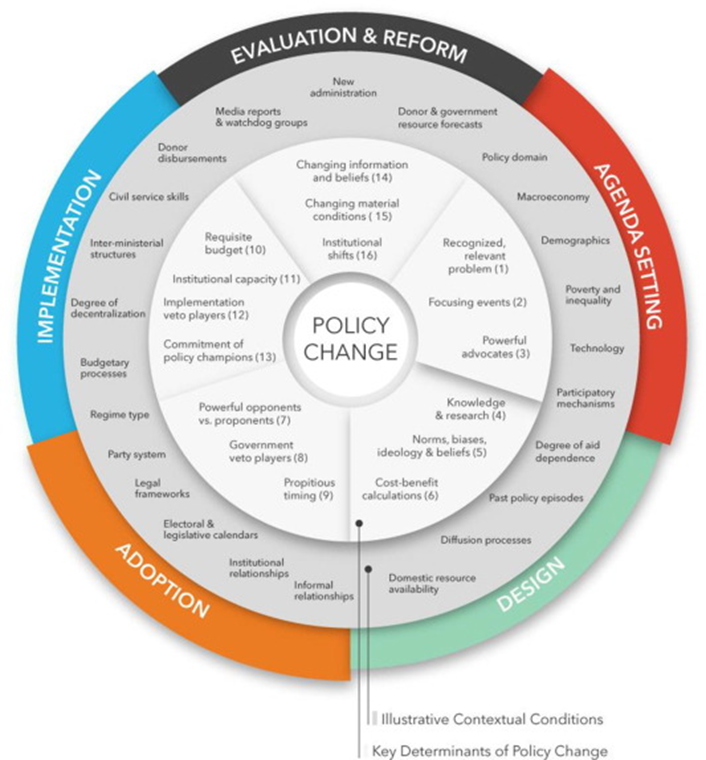 EVALUATION & REFORM
AGENDA SETTING
DESIGN
ADOPTION
IMPLEMENTATION
New
administration
Donor & government
resource forecasts
Policy domain
Macroeconomy
Demographics
Poverty and
inequality
Technology
Participatory
mechanisms
Degree of aid
dependence
Past policy episodes
Diffusion processes
Domestic resource
availability
Informal
relationships
Institutional
relationships
Electoral &
legislative calendars
Legal
frameworks
Party system
Regime type
Budgetary
processes
Degree of
decentralization
Inter-ministerial
structures
Civil service skills
Donor
disbursements
Media reports
& watchdog groups
Changing information
and beliefs (14)
Changing material
conditions ( 15)
Institutional
shifts (16)
Recognized,
relevant
problem (1)
Focusing events (2)
Powerful
advocates (3)
Knowledge
& research (4)
Norms, biases,
ideology & beliefs (5)
Cost-benefit
calculations (6)
Powerful opponents
vs. proponents (7)
Government
veto players (8)
Propitious
timing (9)
Requisite
budget (10)
Institutional capacity (11)
Implementation
veto players (12)
Commitment of
policy champions (13)
POLICY
CHANGE
Illustrative Contextual Conditions
Key Determinants of Policy Change